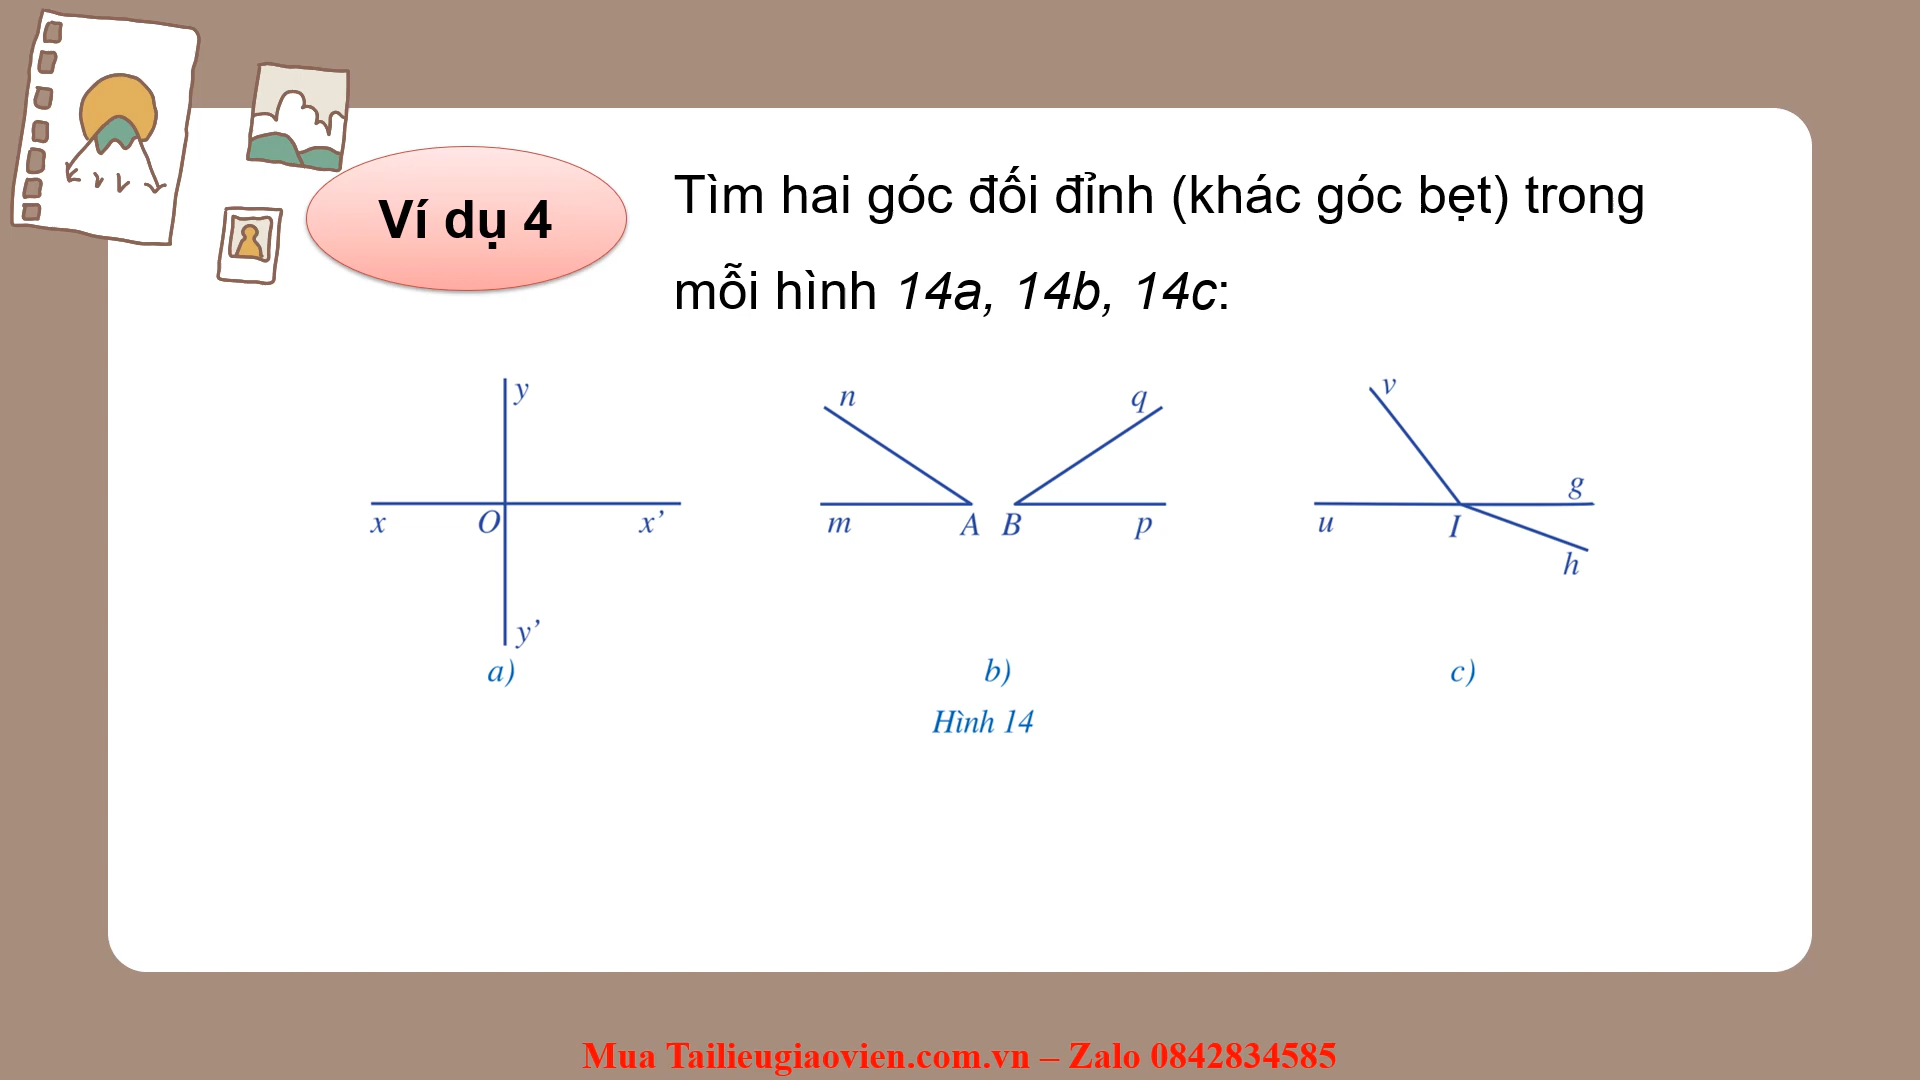 Ví dụ 4
Tìm hai góc đối đỉnh (khác góc bẹt) trong
mỗi hình 14a, 14b, 14c:
y
x
O
x’
y’
a)
n
q
m
A
B
p
b)
v
g
u
I
h
c)
Hình 14
Mua Tailieugiaovien.com.vn – Zalo 0842834585